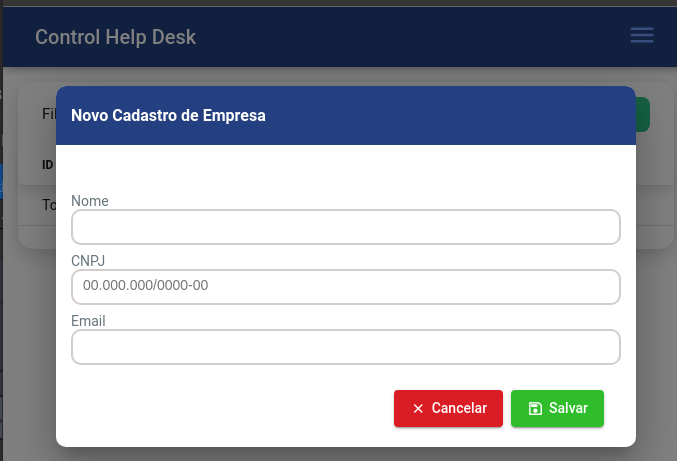 Control Help Desk
Fil
Novo Cadastro de Empresa
ID
To
Nome
CNPJ
00.000.000/0000-00
Email
Cancelar
Salvar